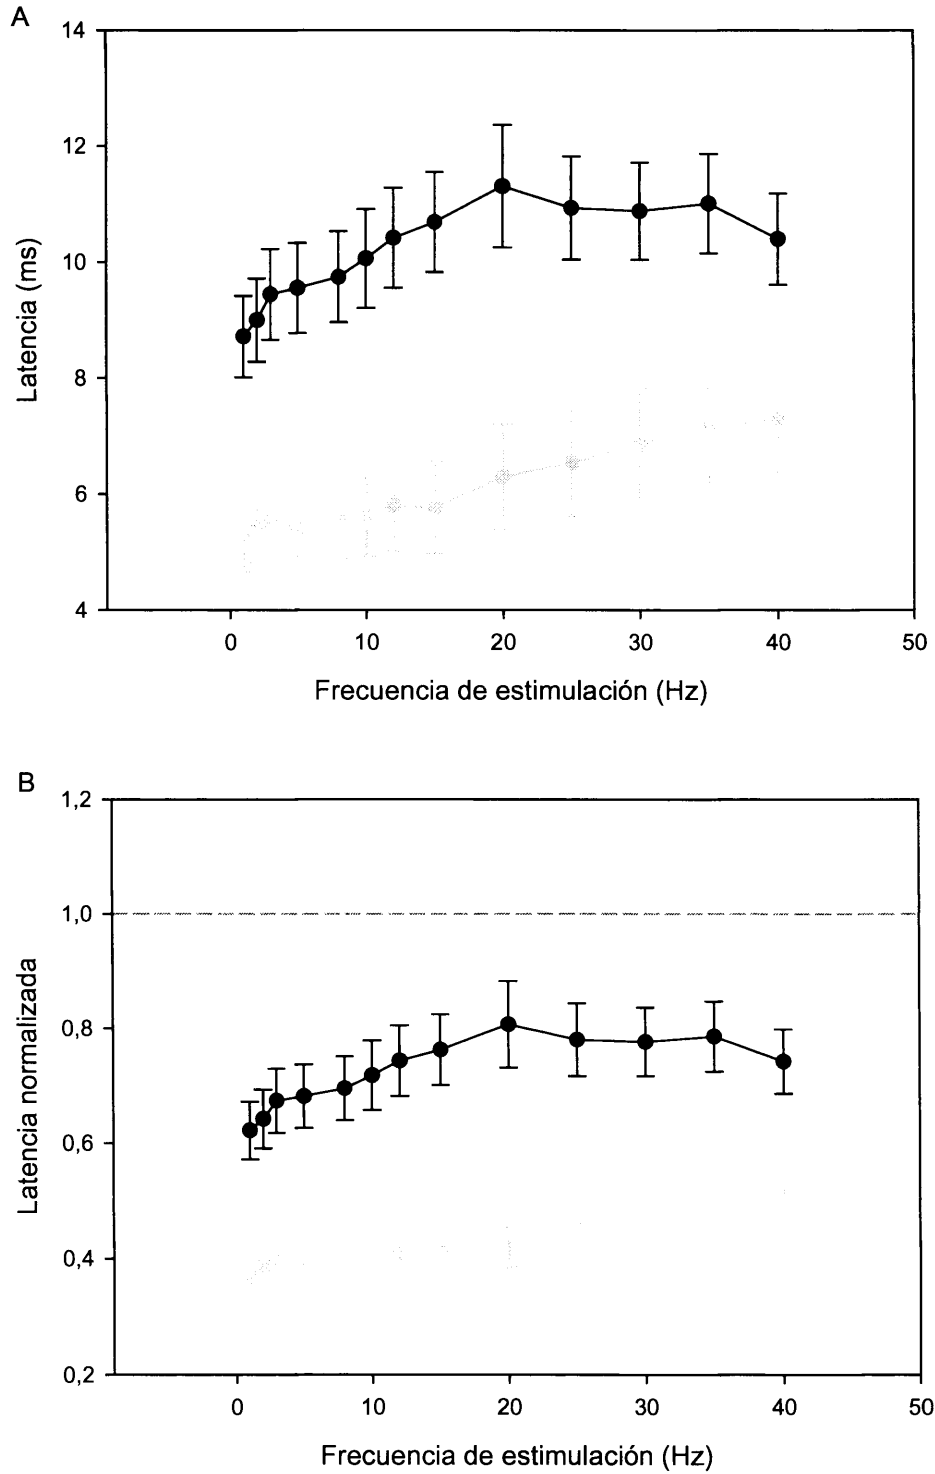 A
14
12
10
8
6
4
Latencia (ms)
0 10 20 30 40 50
Frecuencia de estimulación (Hz)
B
1,2
1,0
0,8
0,6
0,4
0,2
Latencia normalizada
0 10 20 30 40 50
Frecuencia de estimulación (Hz)